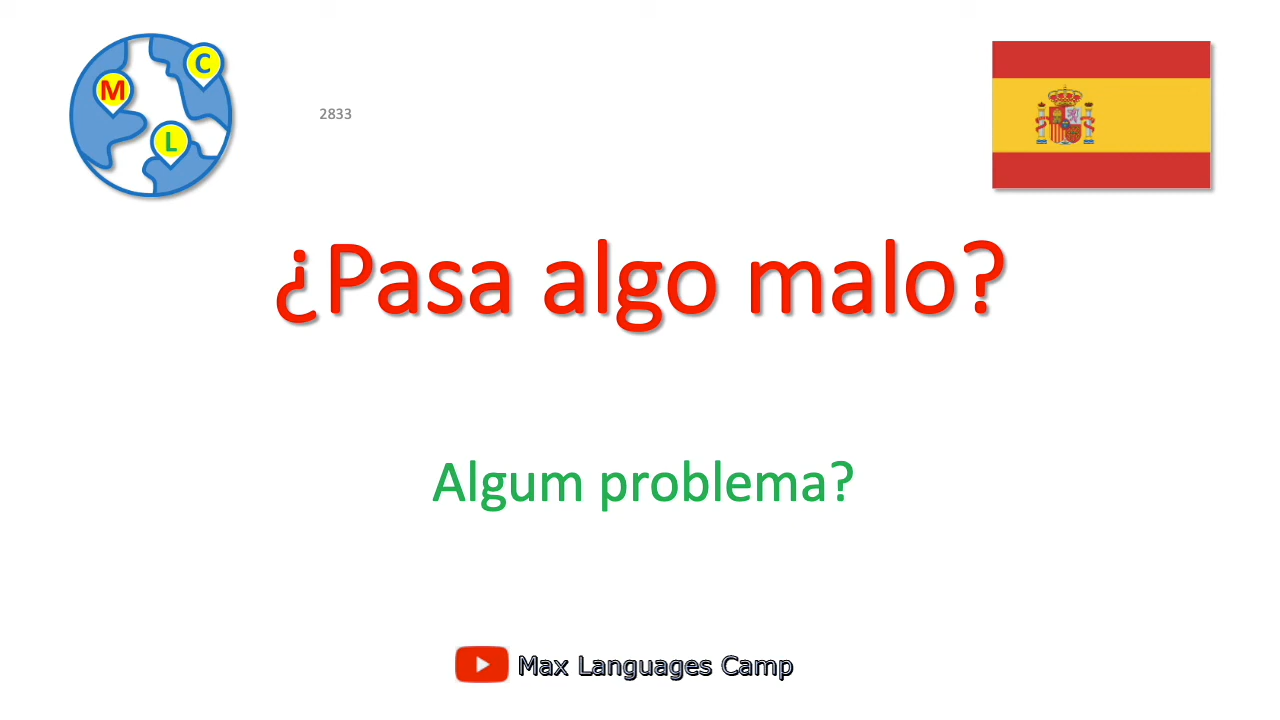 M
C
L
2833
¿Pasa algo malo?
Algum problema?
Max Languages Camp